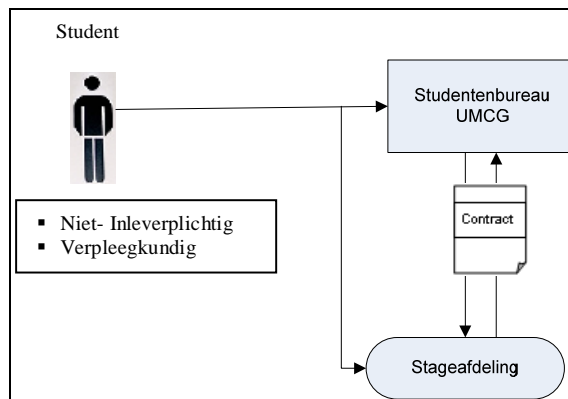 Student
Studentenbureau
UMCG
Niet- Inleverplichtig
Verpleegkundig
Contract
Stageafdeling